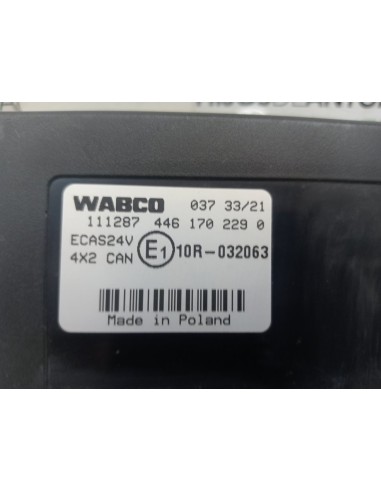 WABCO 037 33/21
111287 446 170 229 0
ECAS24V
4X2 CAN E1 10R-032063
Made in Poland